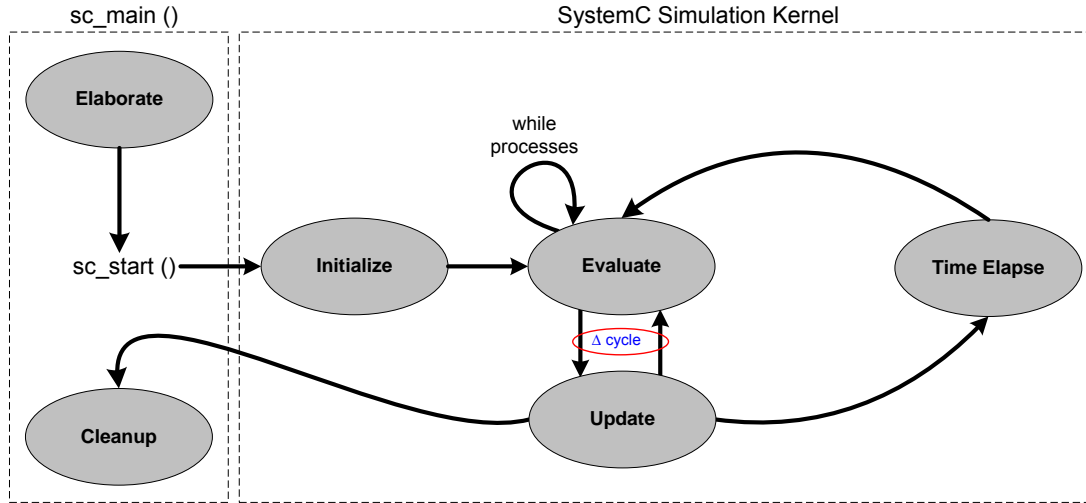 sc_main ()
SystemC Simulation Kernel
Elaborate
while
processes
sc_start ()
Initialize
Evaluate
Time Elapse
Δ cycle
Cleanup
Update